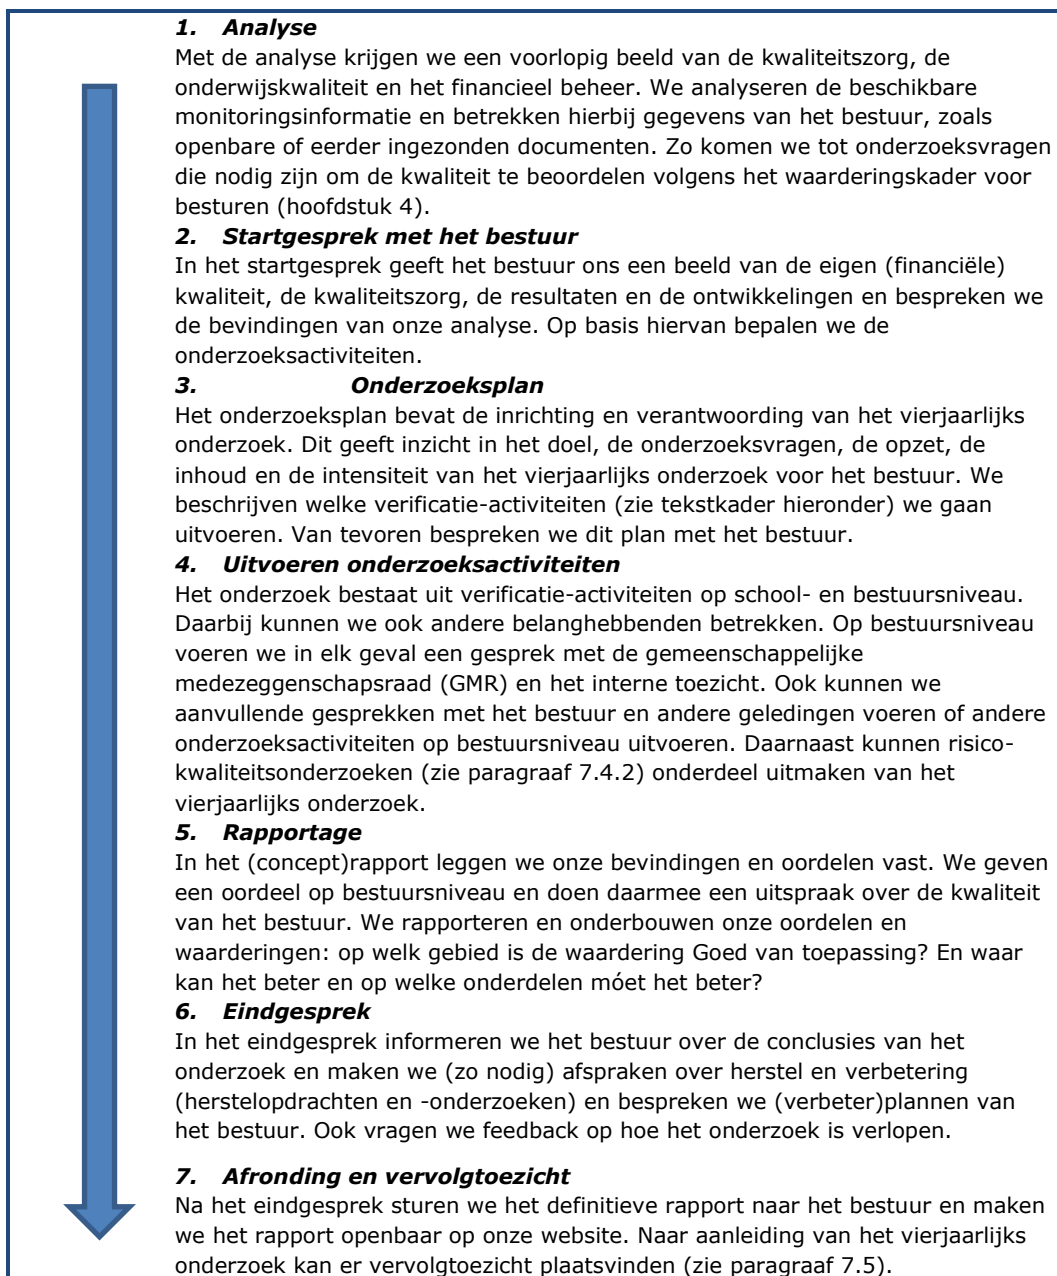 1. Analyse
Met de analyse krijgen we een voorlopig beeld van de kwaliteitszorg, de
onderwijskwaliteit en het financieel beheer. We analyseren de beschikbare
monitoringsinformatie en betrekken hierbij gegevens van het bestuur, zoals
openbare of eerder ingezonden documenten. Zo komen we tot onderzoeksvragen
die nodig zijn om de kwaliteit te beoordelen volgens het waarderingskader voor
besturen (hoofdstuk 4).
2. Startgesprek met het bestuur
In het startgesprek geeft het bestuur ons een beeld van de eigen (financiële)
kwaliteit, de kwaliteitszorg, de resultaten en de ontwikkelingen en bespreken we
de bevindingen van onze analyse. Op basis hiervan bepalen we de
onderzoeksactiviteiten.
3. Onderzoeksplan
Het onderzoeksplan bevat de inrichting en verantwoording van het vierjaarlijks
onderzoek. Dit geeft inzicht in het doel, de onderzoeksvragen, de opzet, de
inhoud en de intensiteit van het vierjaarlijks onderzoek voor het bestuur. We
beschrijven welke verificatie-activiteiten (zie tekstkader hieronder) we gaan
uitvoeren. Van tevoren bespreken we dit plan met het bestuur.
4. Uitvoeren onderzoeksactiviteiten
Het onderzoek bestaat uit verificatie-activiteiten op school- en bestuursniveau.
Daarbij kunnen we ook andere belanghebbenden betrekken. Op bestuursniveau
voeren we in elk geval een gesprek met de gemeenschappelijke
medezeggenschapsraad (GMR) en het interne toezicht. Ook kunnen we
aanvullende gesprekken met het bestuur en andere geledingen voeren of andere
onderzoeksactiviteiten op bestuursniveau uitvoeren. Daarnaast kunnen risico-
kwaliteitsonderzoeken (zie paragraaf 7.4.2) onderdeel uitmaken van het
vierjaarlijks onderzoek.
5. Rapportage
In het (concept)rapport leggen we onze bevindingen en oordelen vast. We geven
een oordeel op bestuursniveau en doen daarmee een uitspraak over de kwaliteit
van het bestuur. We rapporteren en onderbouwen onze oordelen en
waarderingen: op welk gebied is de waardering Goed van toepassing? En waar
kan het beter en op welke onderdelen móet het beter?
6. Eindgesprek
In het eindgesprek informeren we het bestuur over de conclusies van het
onderzoek en maken we (zo nodig) afspraken over herstel en verbetering
(herstelopdrachten en -onderzoeken) en bespreken we (verbeter)plannen van
het bestuur. Ook vragen we feedback op hoe het onderzoek is verlopen.
7. Afronding en vervolgtoezicht
Na het eindgesprek sturen we het definitieve rapport naar het bestuur en maken
we het rapport openbaar op onze website. Naar aanleiding van het vierjaarlijks
onderzoek kan er vervolgtoezicht plaatsvinden (zie paragraaf 7.5).